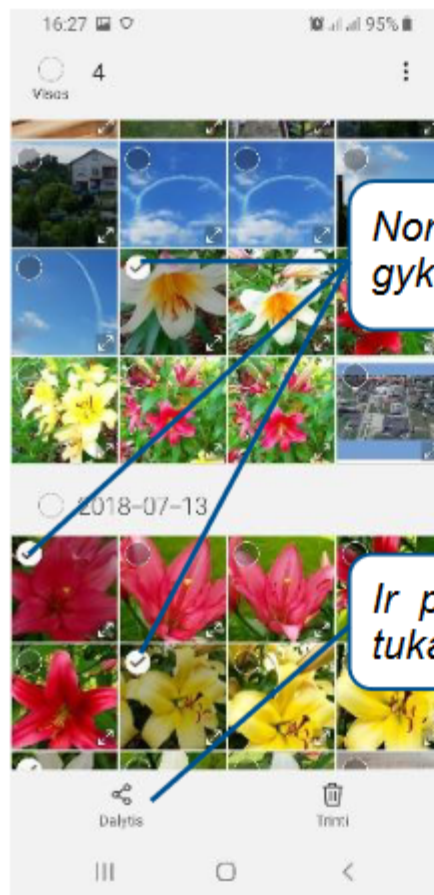 16:27
95%
4
Visos
Nor
gyk
2018-07-13
Ir p
tuka
Dalytis
Trinti